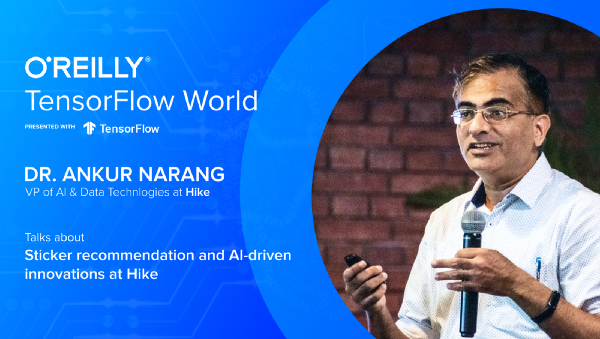 O'REILLY®
TensorFlow World
PRESENTED WITH TensorFlow
DR. ANKUR NARANG
VP of AI & Data Technlogies at Hike
Talks about
Sticker recommendation and AI-driven
innovations at Hike